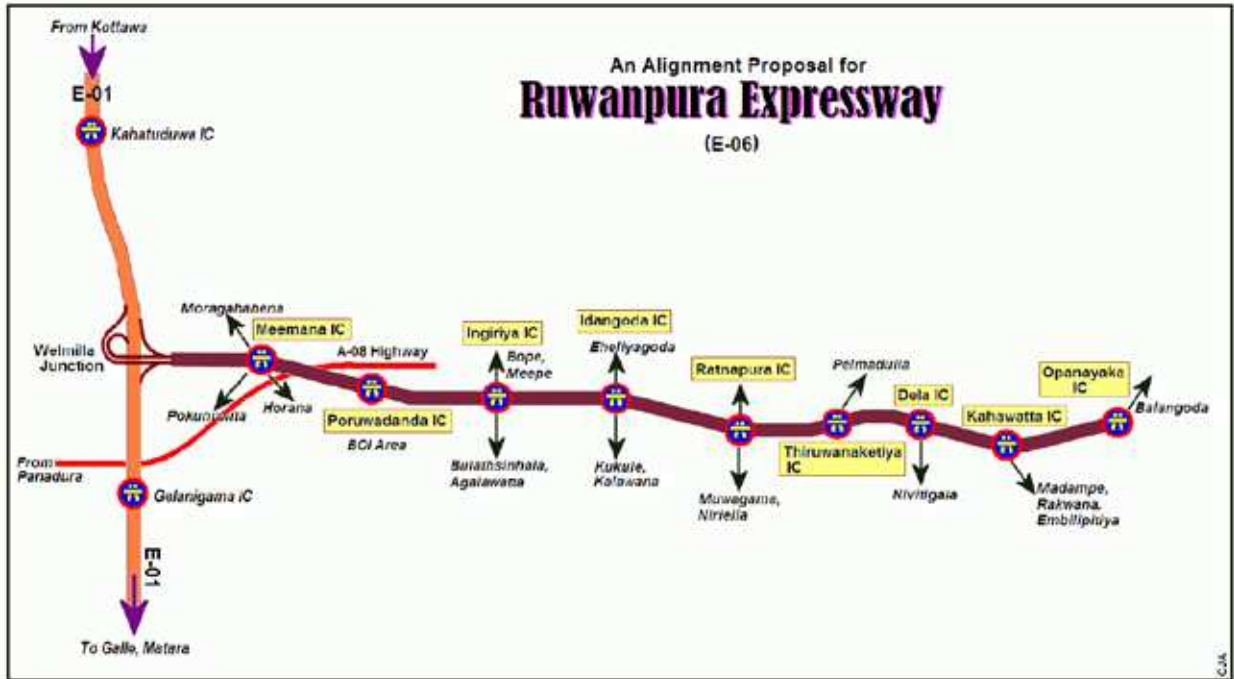 From Kottawa
An Alignment Proposal for
Ruwanpura Expressway
(E-06)
E-01
Kahatuduwa IC
Moragahahena
Meemana IC
A-08 Highway
Welmilla
Junction
Pokunuwita
Horana
Poruwadanda IC
BOI Area
Ingiriya IC
Bope,
Meepe
Bulathsinhala,
Agalawatta
Idangoda IC
Eheliyagoda
Kukule,
Kalawana
Ratnapura IC
Muwagama,
Niriella
Pelmadulla
Thiruwanaketiya
IC
Dela IC
Nivitigala
Kahawatta IC
Madampe,
Rakwana,
Embilipitiya
Opanayaka
IC
Balangoda
From
Panadura
Gelanigama IC
E-01
To Galle, Matara
CJA